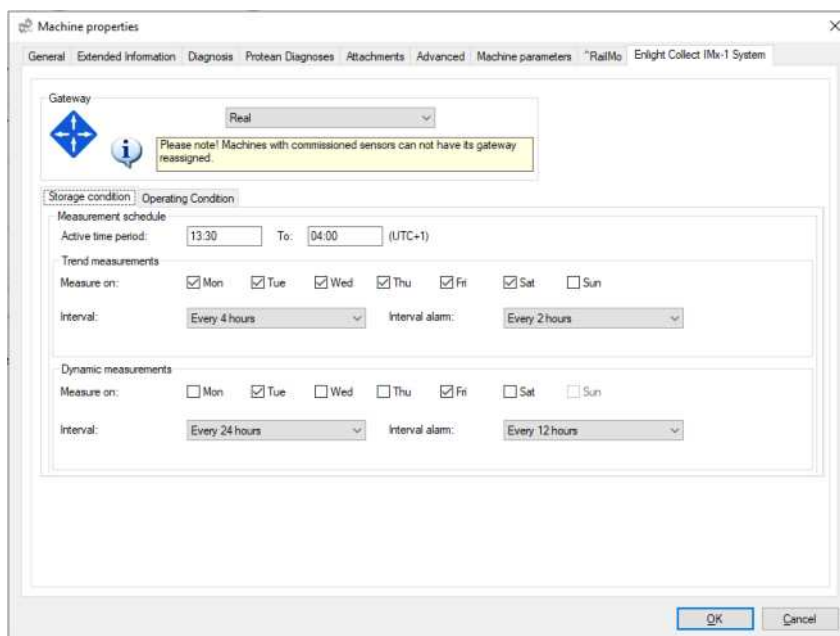 Machine properties
General Extended Information Diagnosis Protean Diagnoses Attachments Advanced Machine parameters ^RailMo Enlight Collect IMx-1 System
Gateway
Real
Please note! Machines with commissioned sensors can not have its gateway
reassigned.
Storage condition Operating Condition
Measurement schedule
Active time period: 13:30 To: 04:00 (UTC+1)
Trend measurements
Measure on: Mon Tue Wed Thu Fri Sat Sun
Interval: Every 4 hours Interval alarm: Every 2 hours
Dynamic measurements
Measure on: Mon Tue Wed Thu Fri Sat Sun
Interval: Every 24 hours Interval alarm: Every 12 hours
OK Cancel